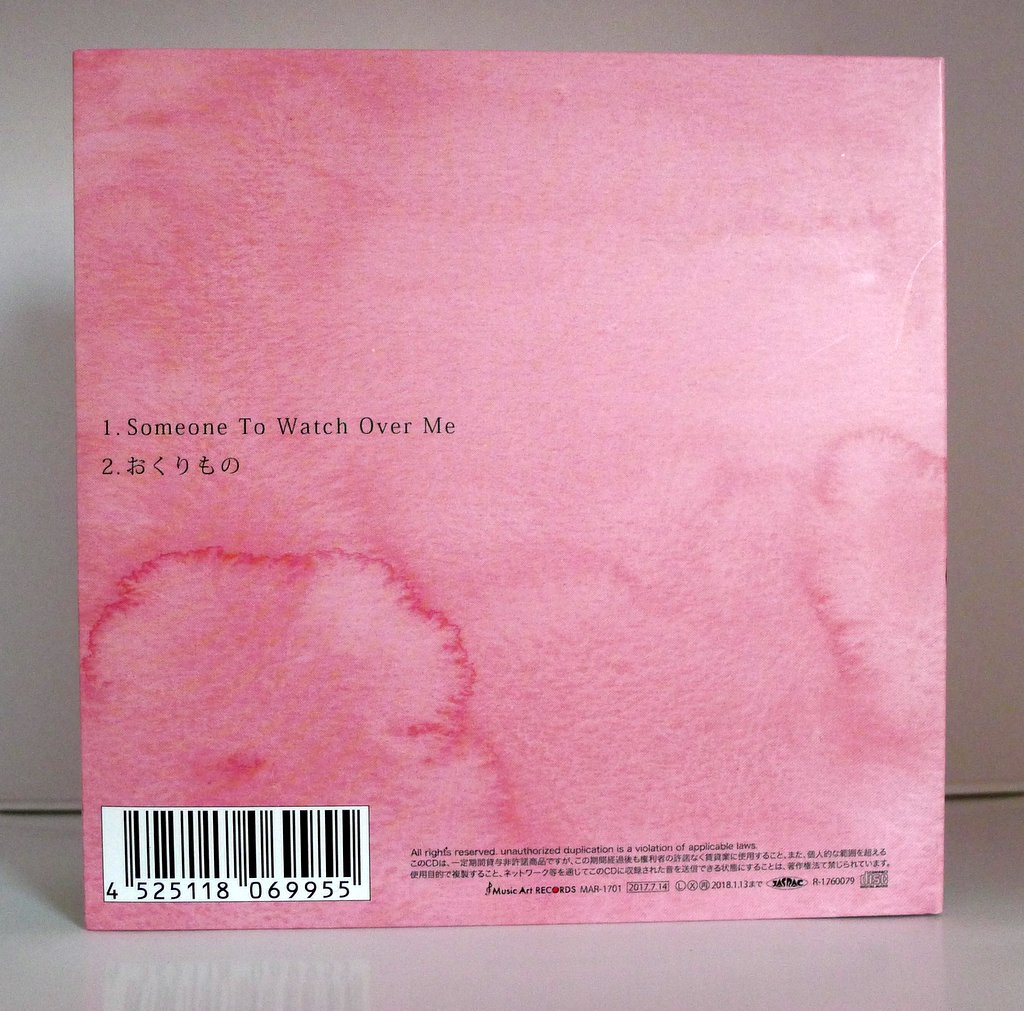 1. Someone To Watch Over Me
2. おくりもの
4 525118 069955
All rights reserved. unauthorized duplication is a violation of applicable laws.
このCDは、一定期間貸与非許諾商品ですが、この期間経過後も権利者の許諾なく賃貸業に使用すること、また、個人的な範囲を超える
使用目的で複製すること、ネットワーク等を通じてこのCDに収録された音を送信できる状態にすることは、著作権法で禁じられています。
Music Art RECORDS MAR-1701 2017.7.14 Ⓛ Ⓧ 2018.1.13まで JASRAC R-1760079 disc